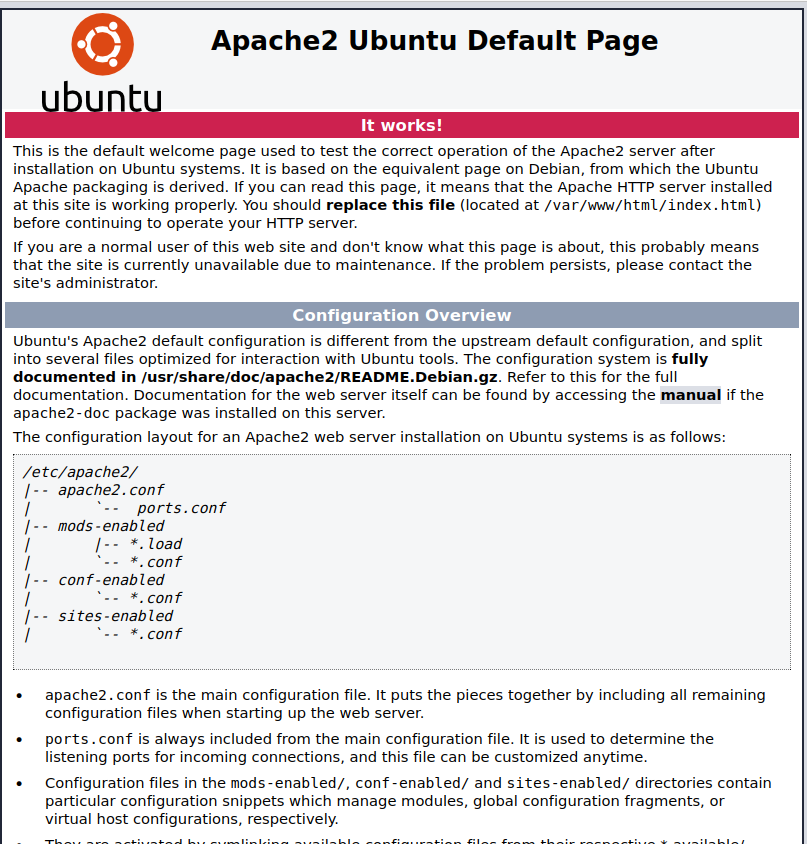 Apache2 Ubuntu Default Page
ubuntu
It works!
This is the default welcome page used to test the correct operation of the Apache2 server after
installation on Ubuntu systems. It is based on the equivalent page on Debian, from which the Ubuntu
Apache packaging is derived. If you can read this page, it means that the Apache HTTP server installed
at this site is working properly. You should replace this file (located at /var/www/html/index.html)
before continuing to operate your HTTP server.
If you are a normal user of this web site and don't know what this page is about, this probably means
that the site is currently unavailable due to maintenance. If the problem persists, please contact the
site's administrator.
Configuration Overview
Ubuntu's Apache2 default configuration is different from the upstream default configuration, and split
into several files optimized for interaction with Ubuntu tools. The configuration system is fully
documented in /usr/share/doc/apache2/README.Debian.gz. Refer to this for the full
documentation. Documentation for the web server itself can be found by accessing the manual if the
apache2-doc package was installed on this server.
The configuration layout for an Apache2 web server installation on Ubuntu systems is as follows:
/etc/apache2/
|-- apache2.conf
|       `--  ports.conf
|-- mods-enabled
|       |-- *.load
|       `-- *.conf
|-- conf-enabled
|       `-- *.conf
|-- sites-enabled
|       `-- *.conf
• apache2.conf is the main configuration file. It puts the pieces together by including all remaining
configuration files when starting up the web server.
• ports.conf is always included from the main configuration file. It is used to determine the
listening ports for incoming connections, and this file can be customized anytime.
• Configuration files in the mods-enabled/, conf-enabled/ and sites-enabled/ directories contain
particular configuration snippets which manage modules, global configuration fragments, or
virtual host configurations, respectively.
• They are activated by symlinking available configuration files from their respective *-available/